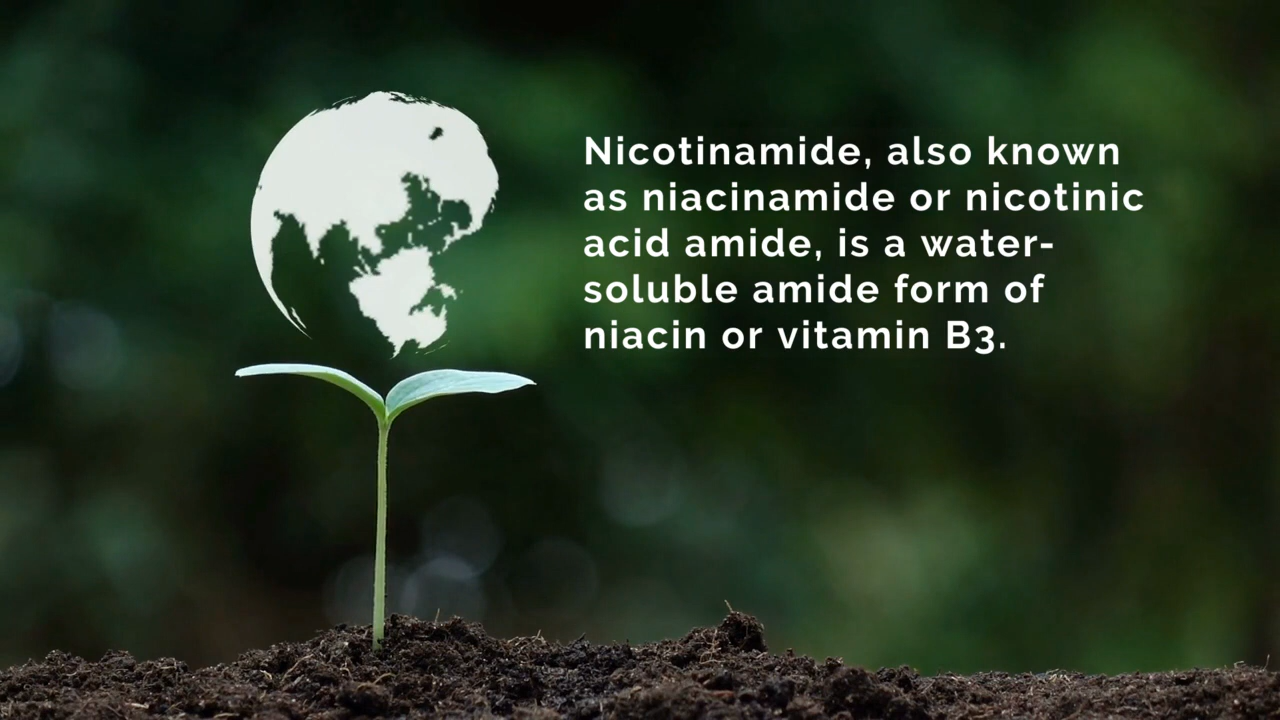 Nicotinamide, also known
as niacinamide or nicotinic
acid amide, is a water-
soluble amide form of
niacin or vitamin B3.